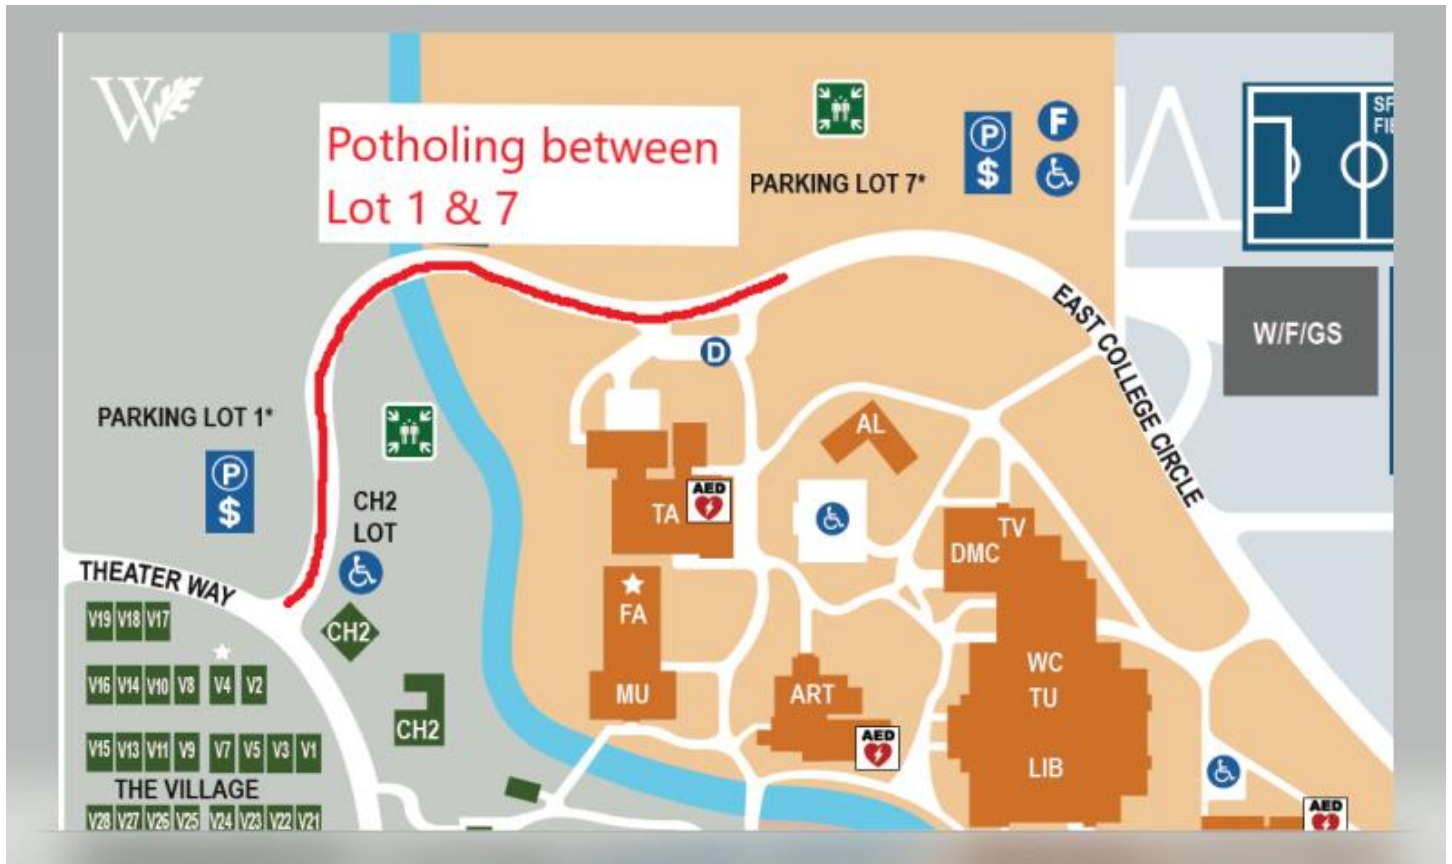 W
Potholing between
Lot 1 & 7
PARKING LOT 7*
P
$
F
PARKING LOT 1*
P
$
CH2
LOT
CH2
CH2
THEATER WAY
EAST COLLEGE CIRCLE
D
W/F/GS
AL
TA
AED
FA
MU
ART
AED
TV
DMC
WC
TU
LIB
AED
V19 V18 V17
V16 V14 V10 V8 V4 V2
V15 V13 V11 V9 V7 V5 V3 V1
THE VILLAGE
V28 V27 V26 V25 V24 V23 V22 V21